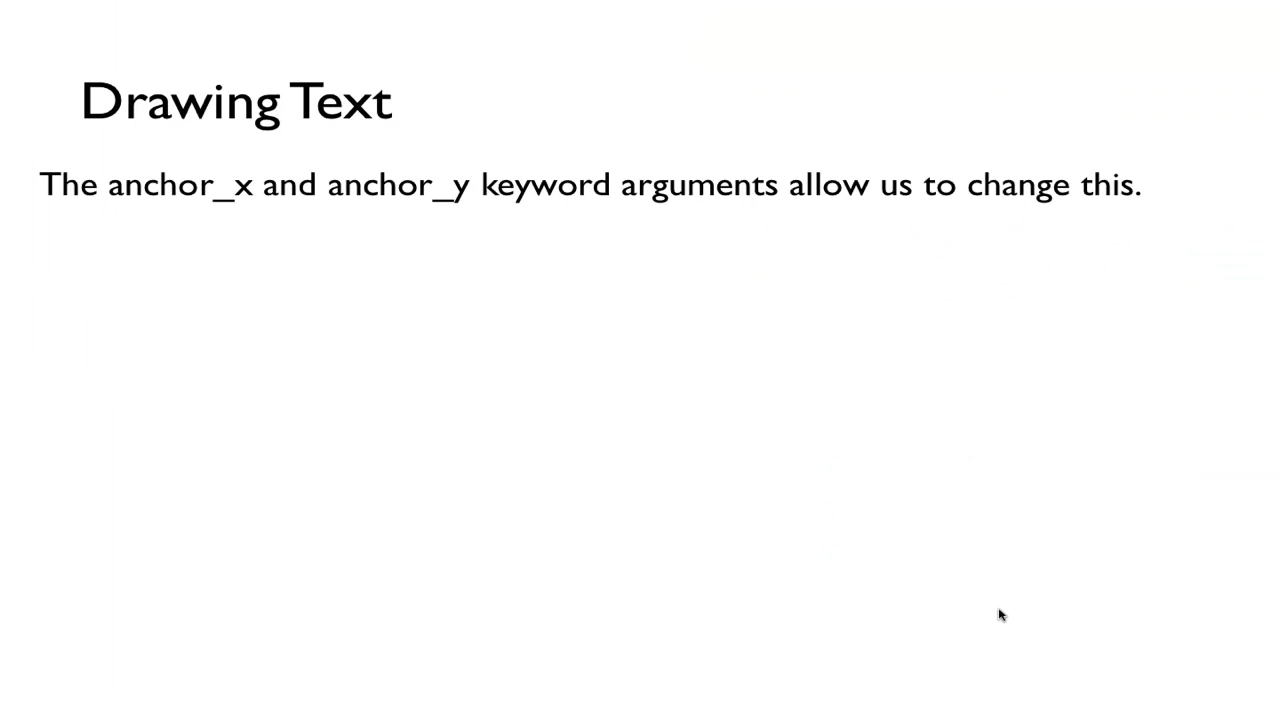 Drawing Text
The anchor_x and anchor_y keyword arguments allow us to change this.